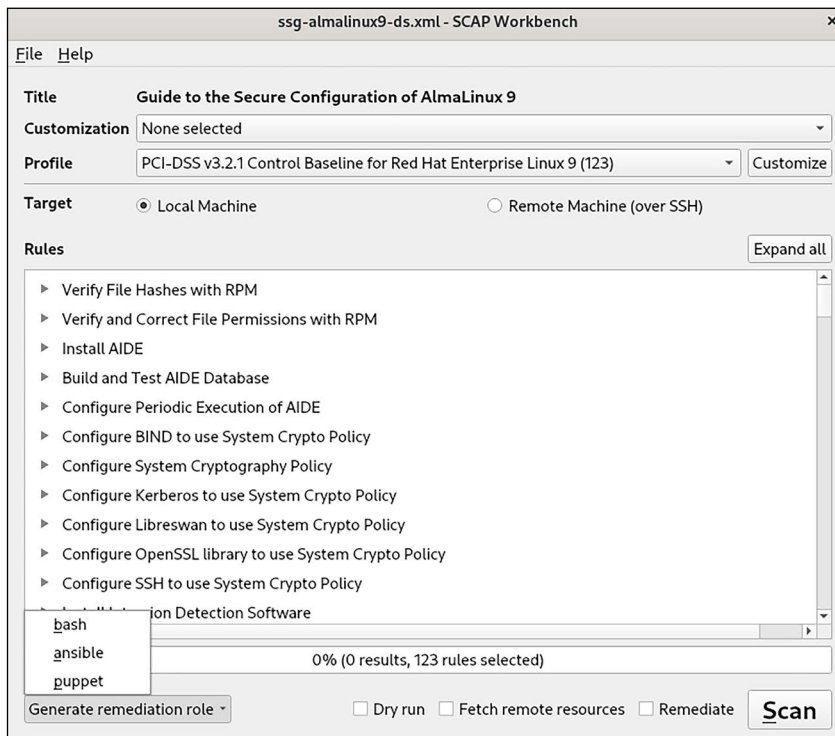 ssg-almalinux9-ds.xml - SCAP Workbench
File Help
Title Guide to the Secure Configuration of AlmaLinux 9
Customization None selected
Profile PCI-DSS v3.2.1 Control Baseline for Red Hat Enterprise Linux 9 (123) Customize
Target Local Machine Remote Machine (over SSH)
Rules Expand all
Verify File Hashes with RPM
Verify and Correct File Permissions with RPM
Install AIDE
Build and Test AIDE Database
Configure Periodic Execution of AIDE
Configure BIND to use System Crypto Policy
Configure System Cryptography Policy
Configure Kerberos to use System Crypto Policy
Configure Libreswan to use System Crypto Policy
Configure OpenSSL library to use System Crypto Policy
Configure SSH to use System Crypto Policy
Detection Software
bash
ansible
puppet
0% (0 results, 123 rules selected)
Generate remediation role Dry run Fetch remote resources Remediate Scan